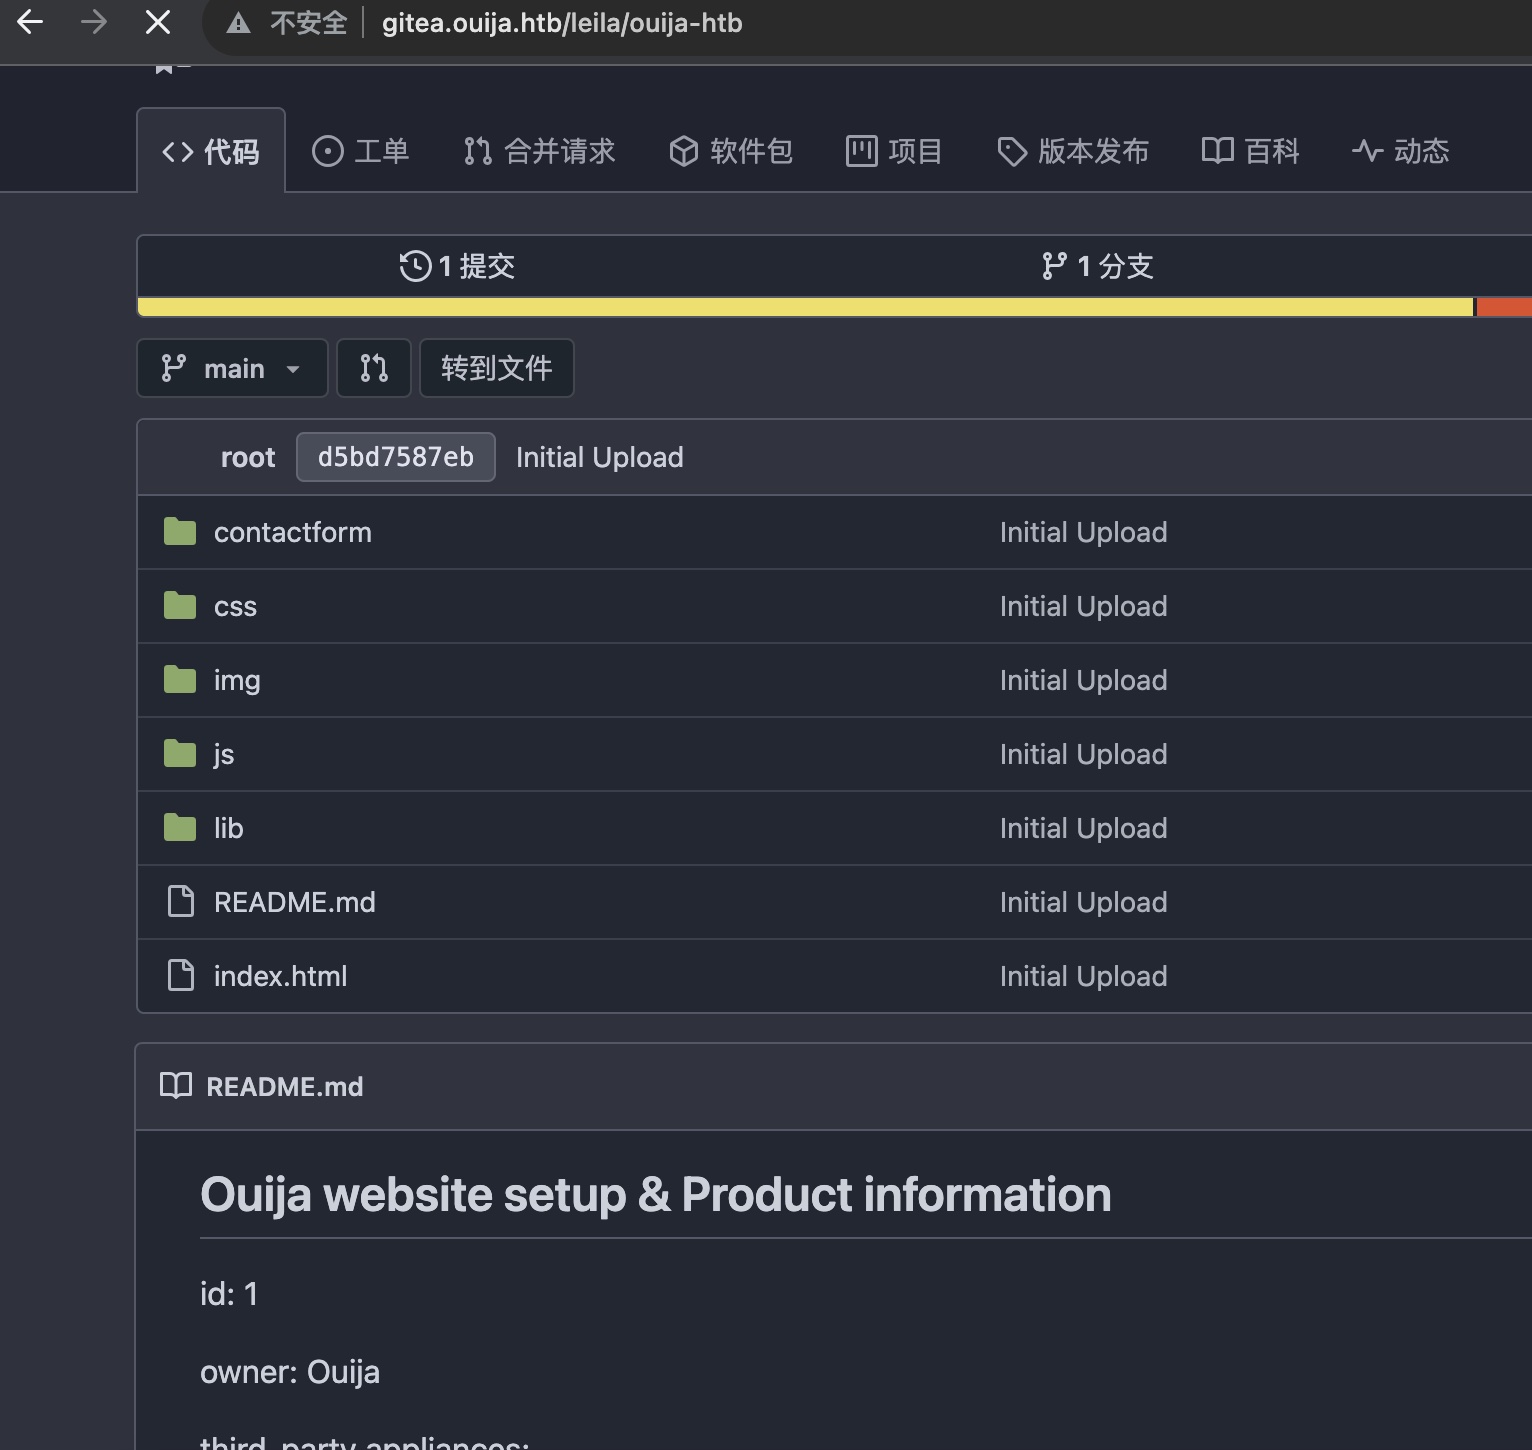 不安全 gitea.ouija.htb/leila/ouija-htb
代码 工单 合并请求 软件包 项目 版本发布 百科 动态
1 提交 1 分支
main 转到文件
root d5bd7587eb Initial Upload
contactform Initial Upload
css Initial Upload
img Initial Upload
js Initial Upload
lib Initial Upload
README.md Initial Upload
index.html Initial Upload
README.md
Ouija website setup & Product information
id: 1
owner: Ouija
third_party appliances: